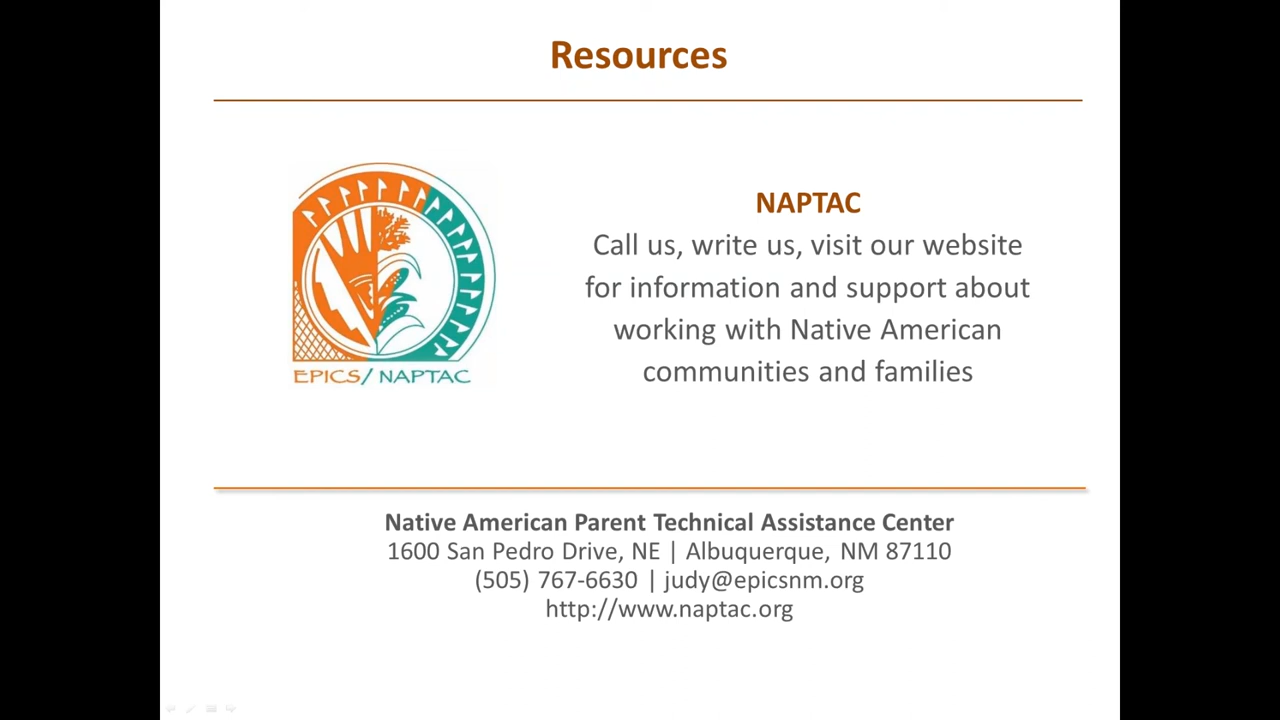 Resources
NAPTAC
Call us, write us, visit our website
for information and support about
working with Native American
communities and families
EPICS/NAPTAC
Native American Parent Technical Assistance Center
1600 San Pedro Drive, NE | Albuquerque, NM 87110
(505) 767-6630 | judy@epicsnm.org
http://www.naptac.org